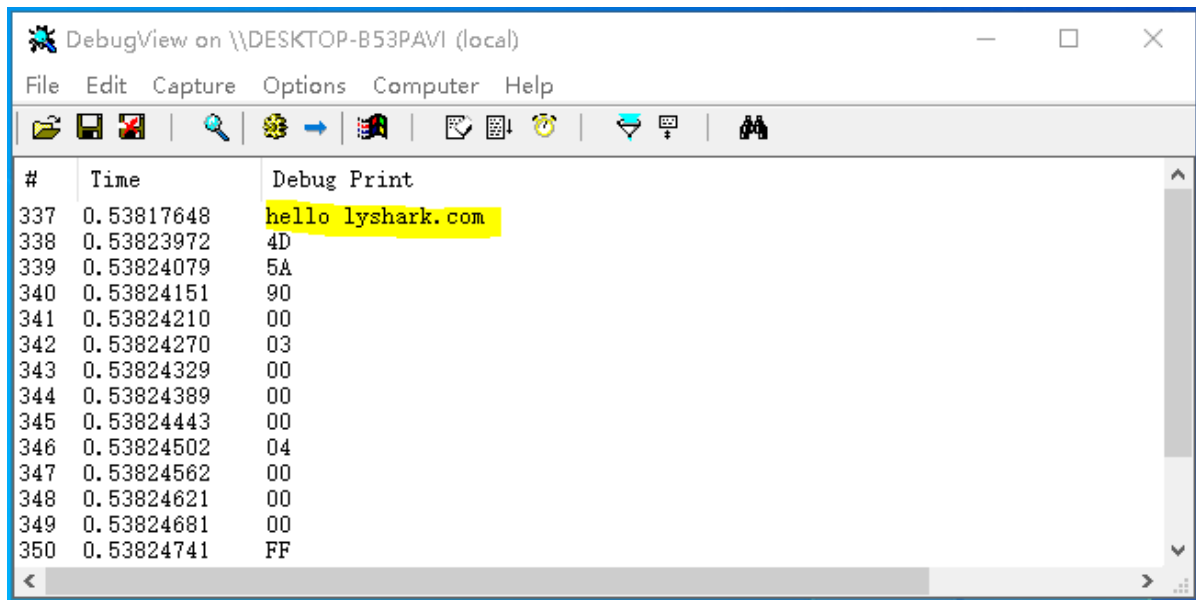 DebugView on \\DESKTOP-B53PAVI (local)
File Edit Capture Options Computer Help
# Time Debug Print
337 0.53817648 hello lyshark.com
338 0.53823972 4D
339 0.53824079 5A
340 0.53824151 90
341 0.53824210 00
342 0.53824270 03
343 0.53824329 00
344 0.53824389 00
345 0.53824443 00
346 0.53824502 04
347 0.53824562 00
348 0.53824621 00
349 0.53824681 00
350 0.53824741 FF